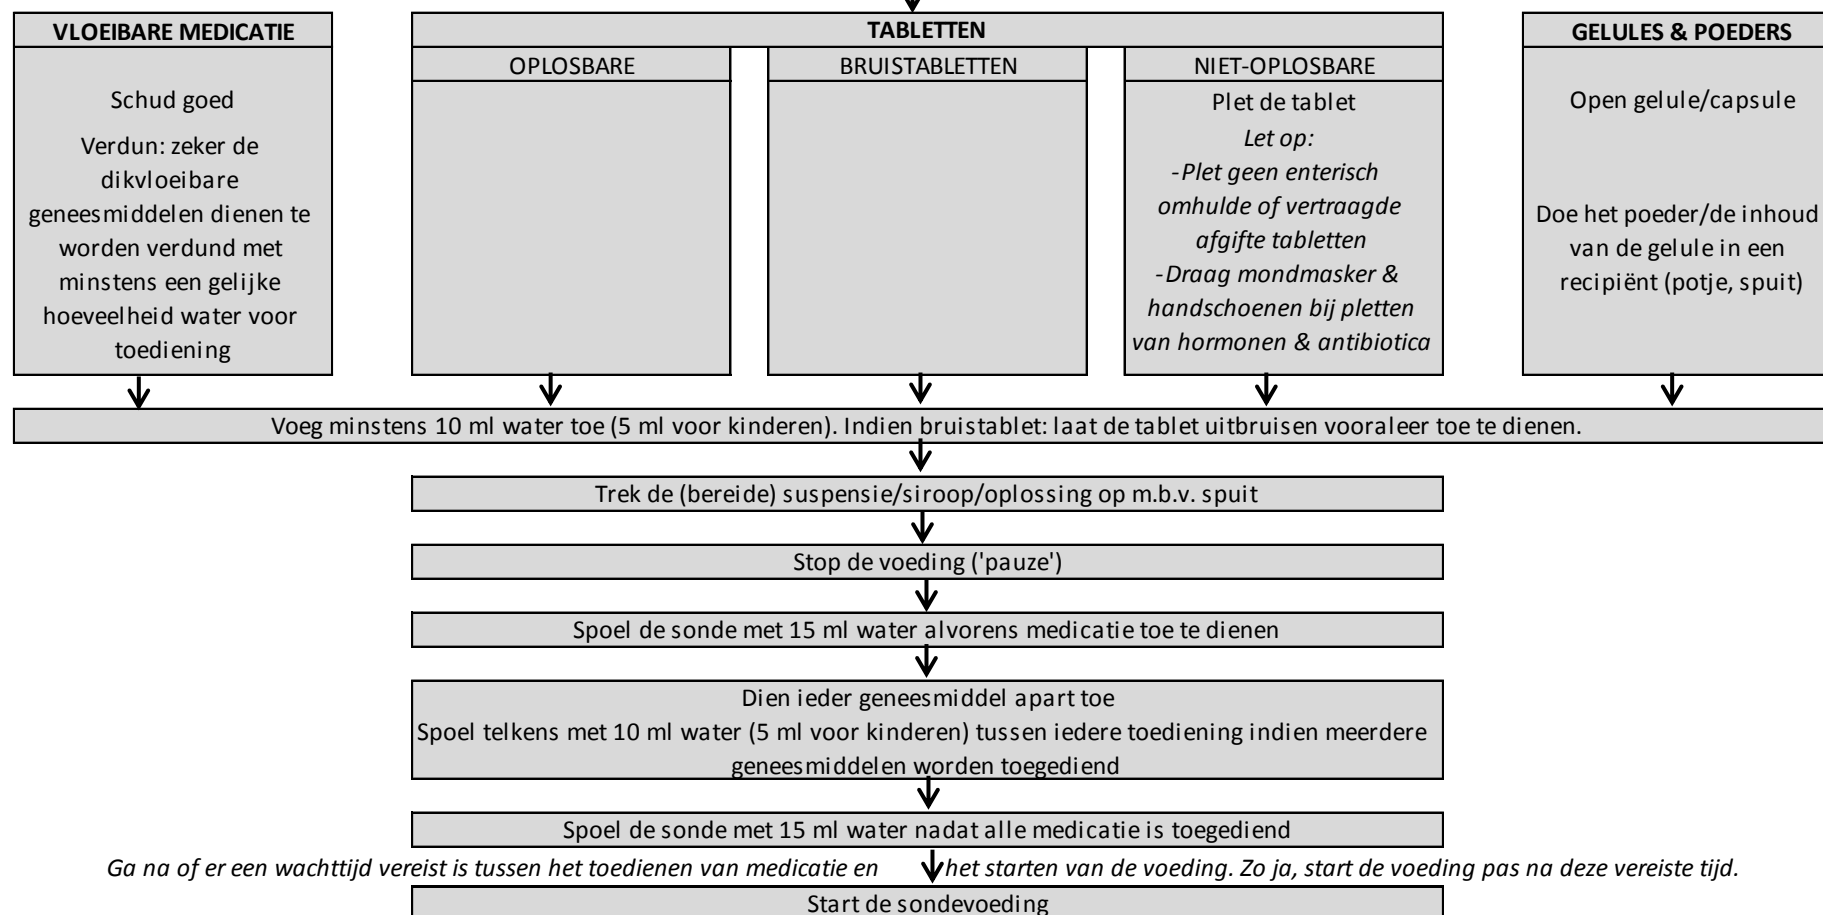 VLOEIBARE MEDICATIE
Schud goed
Verdun: zeker de
dikvloeibare
geneesmiddelen dienen te
worden verdund met
minstens een gelijke
hoeveelheid water voor
toediening
TABLETTEN
OPLOSBARE
BRUISTABLETTEN
NIET-OPLOSBARE
Plet de tablet
Let op:
-Plet geen enterisch
omhulde of vertraagde
afgifte tabletten
-Draag mondmasker &
handschoenen bij pletten
van hormonen & antibiotica
GELULES & POEDERS
Open gelule/capsule
Doe het poeder/de inhoud
van de gelule in een
recipiënt (potje, spuit)
Voeg minstens 10 ml water toe (5 ml voor kinderen). Indien bruistablet: laat de tablet uitbruisen vooraleer toe te dienen.
Trek de (bereide) suspensie/siroop/oplossing op m.b.v. spuit
Stop de voeding ('pauze')
Spoel de sonde met 15 ml water alvorens medicatie toe te dienen
Dien ieder geneesmiddel apart toe
Spoel telkens met 10 ml water (5 ml voor kinderen) tussen iedere toediening indien meerdere
geneesmiddelen worden toegediend
Spoel de sonde met 15 ml water nadat alle medicatie is toegediend
Ga na of er een wachttijd vereist is tussen het toedienen van medicatie en het starten van de voeding. Zo ja, start de voeding pas na deze vereiste tijd.
Start de sondevoeding